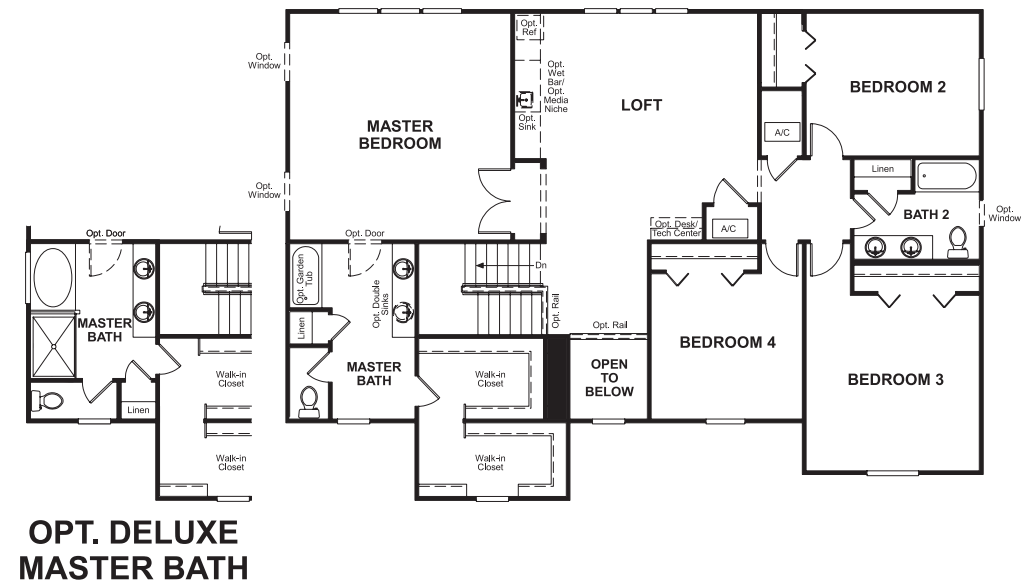 Opt.
Window
MASTER
BEDROOM
Opt.
Window
Opt.
Ref
Opt.
Wet
Bar/
Opt.
Media
Niche
Opt.
Sink
LOFT
A/C
BEDROOM 2
Linen
BATH 2
Opt.
Window
Opt. Desk/
Tech Center
A/C
Opt. Door
MASTER
BATH
Linen
Walk-in
Closet
Walk-in
Closet
OPT. DELUXE
MASTER BATH
Opt. Door
Opt. Garden
Tub
Opt. Double
Sinks
Linen
MASTER
BATH
Dn
Opt. Rail
Opt. Rail
Walk-in
Closet
Walk-in
Closet
OPEN
TO
BELOW
BEDROOM 4
BEDROOM 3